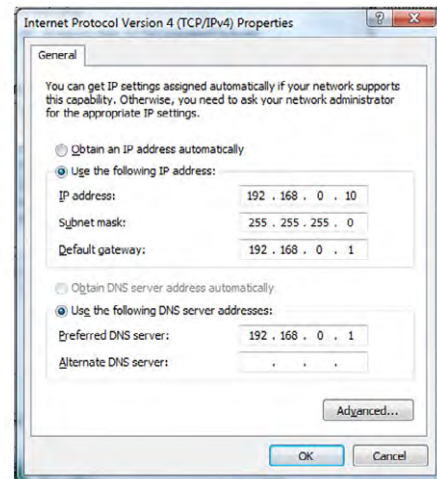 Internet Protocol Version 4 (TCP/IPv4) Properties
General
You can get IP settings assigned automatically if your network supports
this capability. Otherwise, you need to ask your network administrator
for the appropriate IP settings.
Obtain an IP address automatically
Use the following IP address:
IP address: 192 . 168 . 0 . 10
Subnet mask: 255 . 255 . 255 . 0
Default gateway: 192 . 168 . 0 . 1
Obtain DNS server address automatically
Use the following DNS server addresses:
Preferred DNS server: 192 . 168 . 0 . 1
Alternate DNS server: . . .
Advanced...
OK Cancel